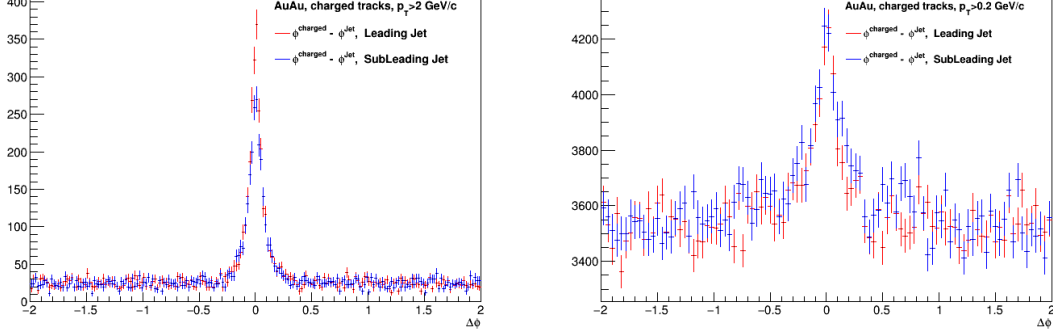 AuAu, charged tracks, p_T>2 GeV/c
φ^charged - φ^Jet, Leading Jet
φ^charged - φ^Jet, SubLeading Jet
400
350
300
250
200
150
100
50
0
−2 −1.5 −1 −0.5 0 0.5 1 1.5 2
Δφ
AuAu, charged tracks, p_T>0.2 GeV/c
φ^charged - φ^Jet, Leading Jet
φ^charged - φ^Jet, SubLeading Jet
4200
4000
3800
3600
3400
−2 −1.5 −1 −0.5 0 0.5 1 1.5 2
Δφ